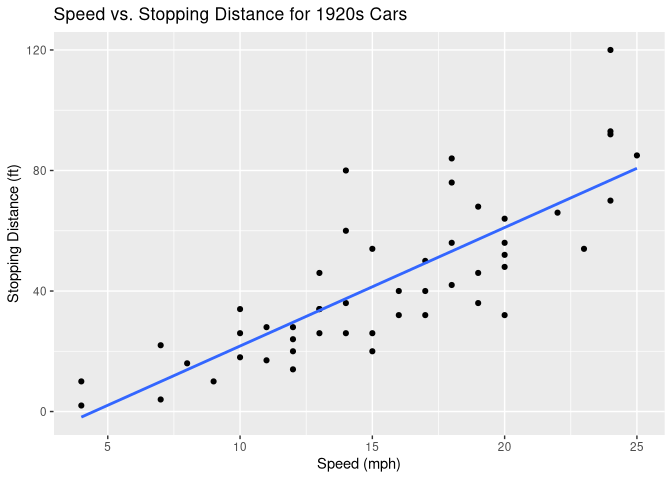 Speed vs. Stopping Distance for 1920s Cars
Stopping Distance (ft)
120
80
40
0
5 10 15 20 25
Speed (mph)